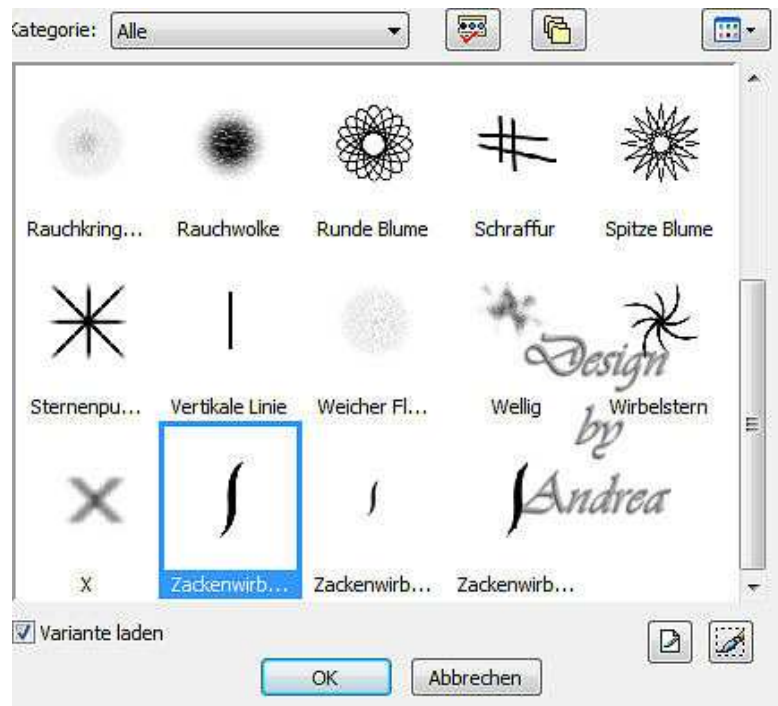 Kategorie: Alle
Rauchkring... Rauchwolke Runde Blume Schraffur Spitze Blume
Sternenpu... Vertikale Linie Weicher Fl... Wellig Wirbelstern
X Zackenwirb... Zackenwirb... Zackenwirb...
Design
by
Andrea
Variante laden
OK Abbrechen